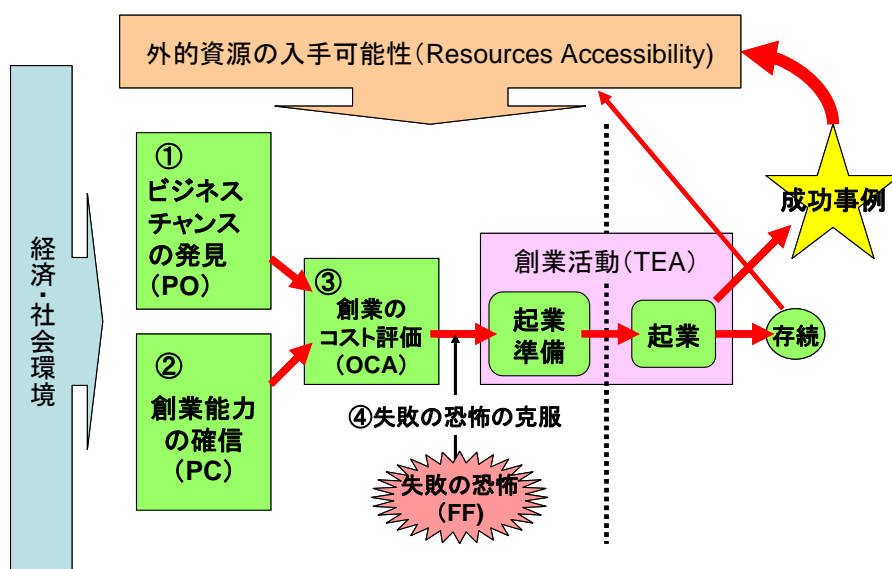 外的資源の入手可能性(Resources Accessibility)
経済・社会環境
①
ビジネス
チャンス
の発見
(PO)
②
創業能力
の確信
(PC)
③
創業の
コスト評価
(OCA)
創業活動(TEA)
起業
準備
起業
成功事例
存続
④失敗の恐怖の克服
失敗の恐怖
(FF)